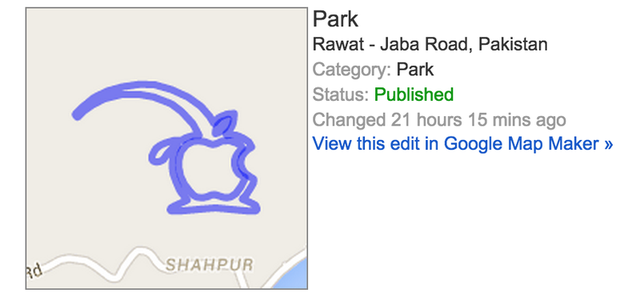 Park
Rawat - Jaba Road, Pakistan
Category: Park
Status: Published
Changed 21 hours 15 mins ago
View this edit in Google Map Maker »
Rd
SHAHPUR